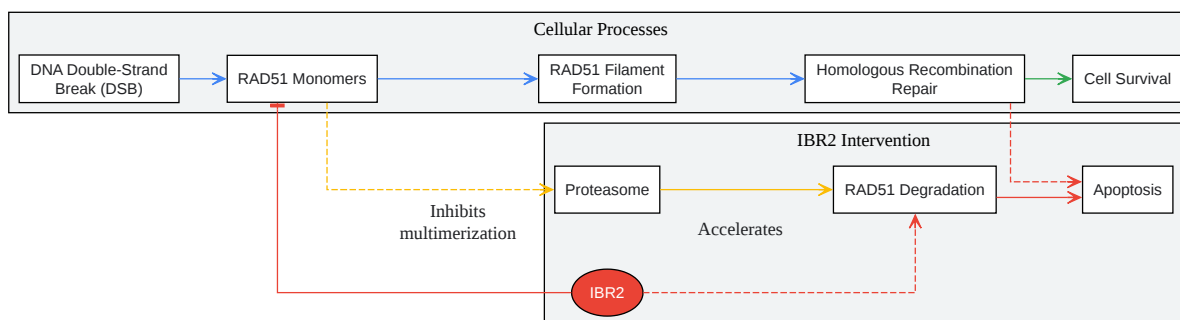 Cellular Processes
DNA Double-Strand
Break (DSB)
RAD51 Monomers
RAD51 Filament
Formation
Homologous Recombination
Repair
Cell Survival
IBR2 Intervention
Proteasome
RAD51 Degradation
Apoptosis
Inhibits
multimerization
Accelerates
IBR2